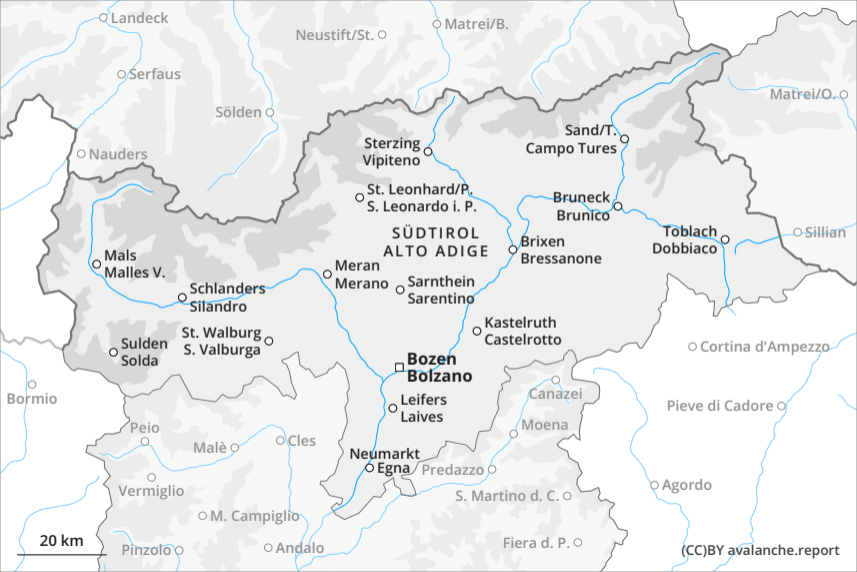 Landeck
Matrei/B.
Neustift/St.
Serfaus
Matrei/O.
Sölden
Sand/T.
Campo Tures
Sterzing
Vipiteno
Nauders
St. Leonhard/P.
S. Leonardo i. P.
Bruneck
Brunico
SÜDTIROL
ALTO ADIGE
Toblach
Dobbiaco
Sillian
Brixen
Bressanone
Mals
Malles V.
Meran
Merano
Sarnthein
Sarentino
Schlanders
Silandro
Kastelruth
Castelrotto
St. Walburg
S. Valburga
Sulden
Solda
Cortina d'Ampezzo
Bozen
Bolzano
Bormio
Canazei
Leifers
Laives
Pieve di Cadore
Moena
Peio
Malè
Cles
Neumarkt
Egna
Predazzo
Vermiglio
Agordo
S. Martino d. C.
M. Campiglio
20 km
Pinzolo
Andalo
Fiera d. P.
(CC)BY avalanche.report